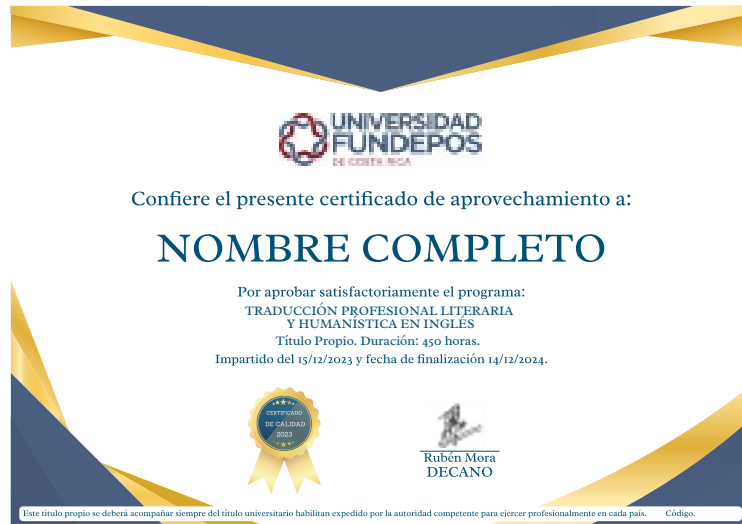 UNIVERSIDAD
FUNDEPOS
DE COSTA RICA
Confiere el presente certificado de aprovechamiento a:
NOMBRE COMPLETO
Por aprobar satisfactoriamente el programa:
TRADUCCIÓN PROFESIONAL LITERARIA
Y HUMANÍSTICA EN INGLÉS
Título Propio. Duración: 450 horas.
Impartido del 15/12/2023 y fecha de finalización 14/12/2024.
CERTIFICADO
DE CALIDAD
2023
Rubén Mora
DECANO
Este título propio se deberá acompañar siempre del título universitario habilitan expedido por la autoridad competente para ejercer profesionalmente en cada país. Código.